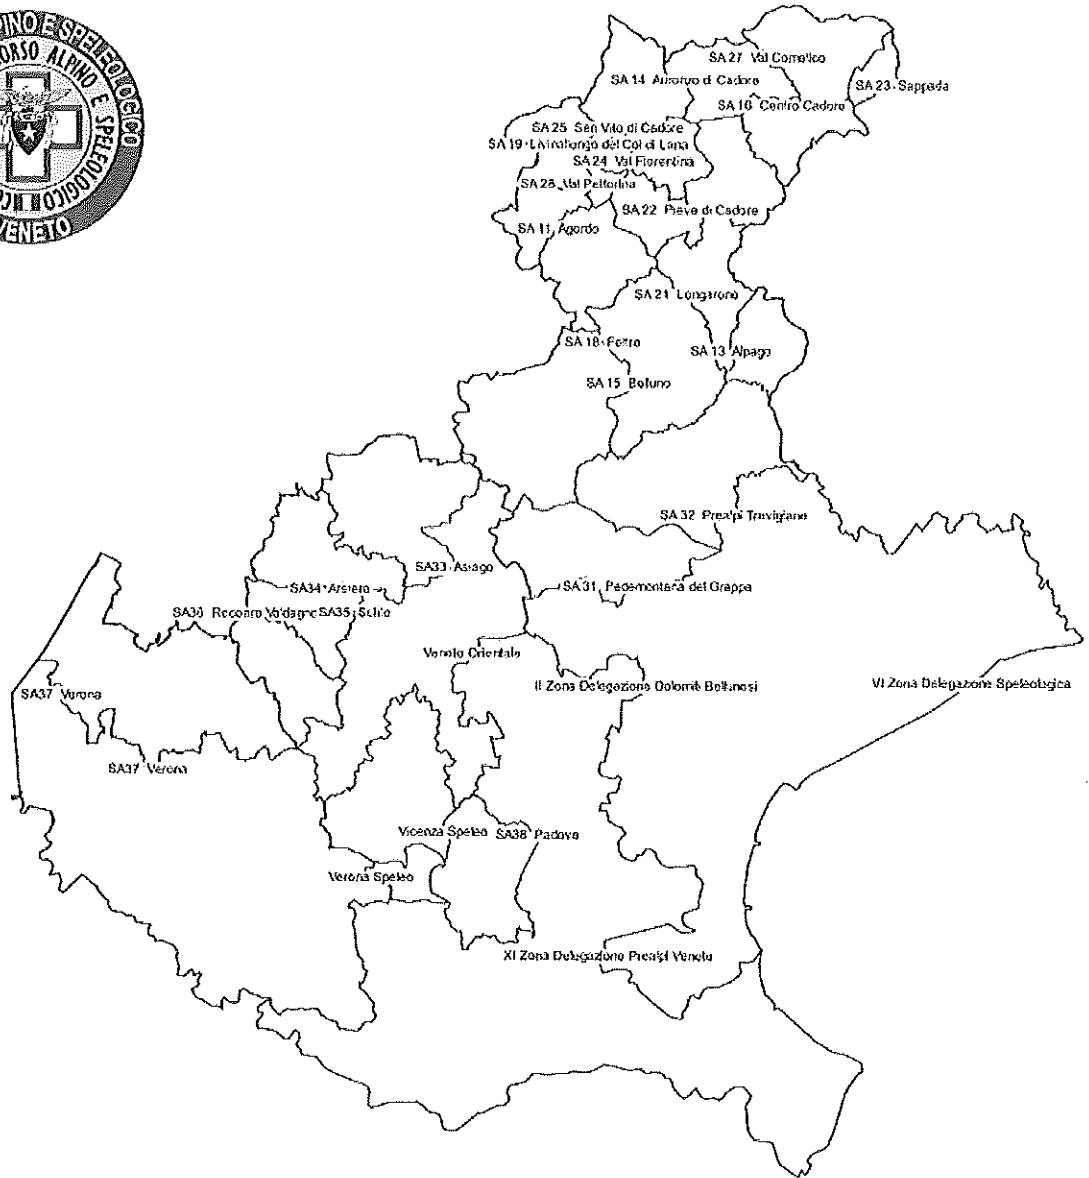 PINO E SPELEOLOGICO
ORSO ALPINO E SPELEOLOGICO
VENETO
SA 27 Val Comelico
SA 14 Auronzo di Cadore
SA 23 Sappada
SA 16 Centro Cadore
SA 25 San Vito di Cadore
SA 19 Livinallongo del Col di Lana
SA 24 Val Fiorentina
SA 28 Val Pettorina
SA 22 Pieve di Cadore
SA 11 Agordo
SA 21 Longarone
SA 18 Feltre
SA 13 Alpago
SA 15 Belluno
SA 32 Prealpi Trevigiane
SA33 Asiago
SA34 Arsiero
SA 31 Pedemontana del Grappa
SA36 Recoaro Valdagno
SA35 Schio
Veneto Orientale
II Zona Delegazione Dolomiti Bellunesi
VI Zona Delegazione Speleologica
SA37 Verona
SA37 Verona
Vicenza Speleo
SA38 Padova
Verona Speleo
XI Zona Delegazione Prealpi Venete